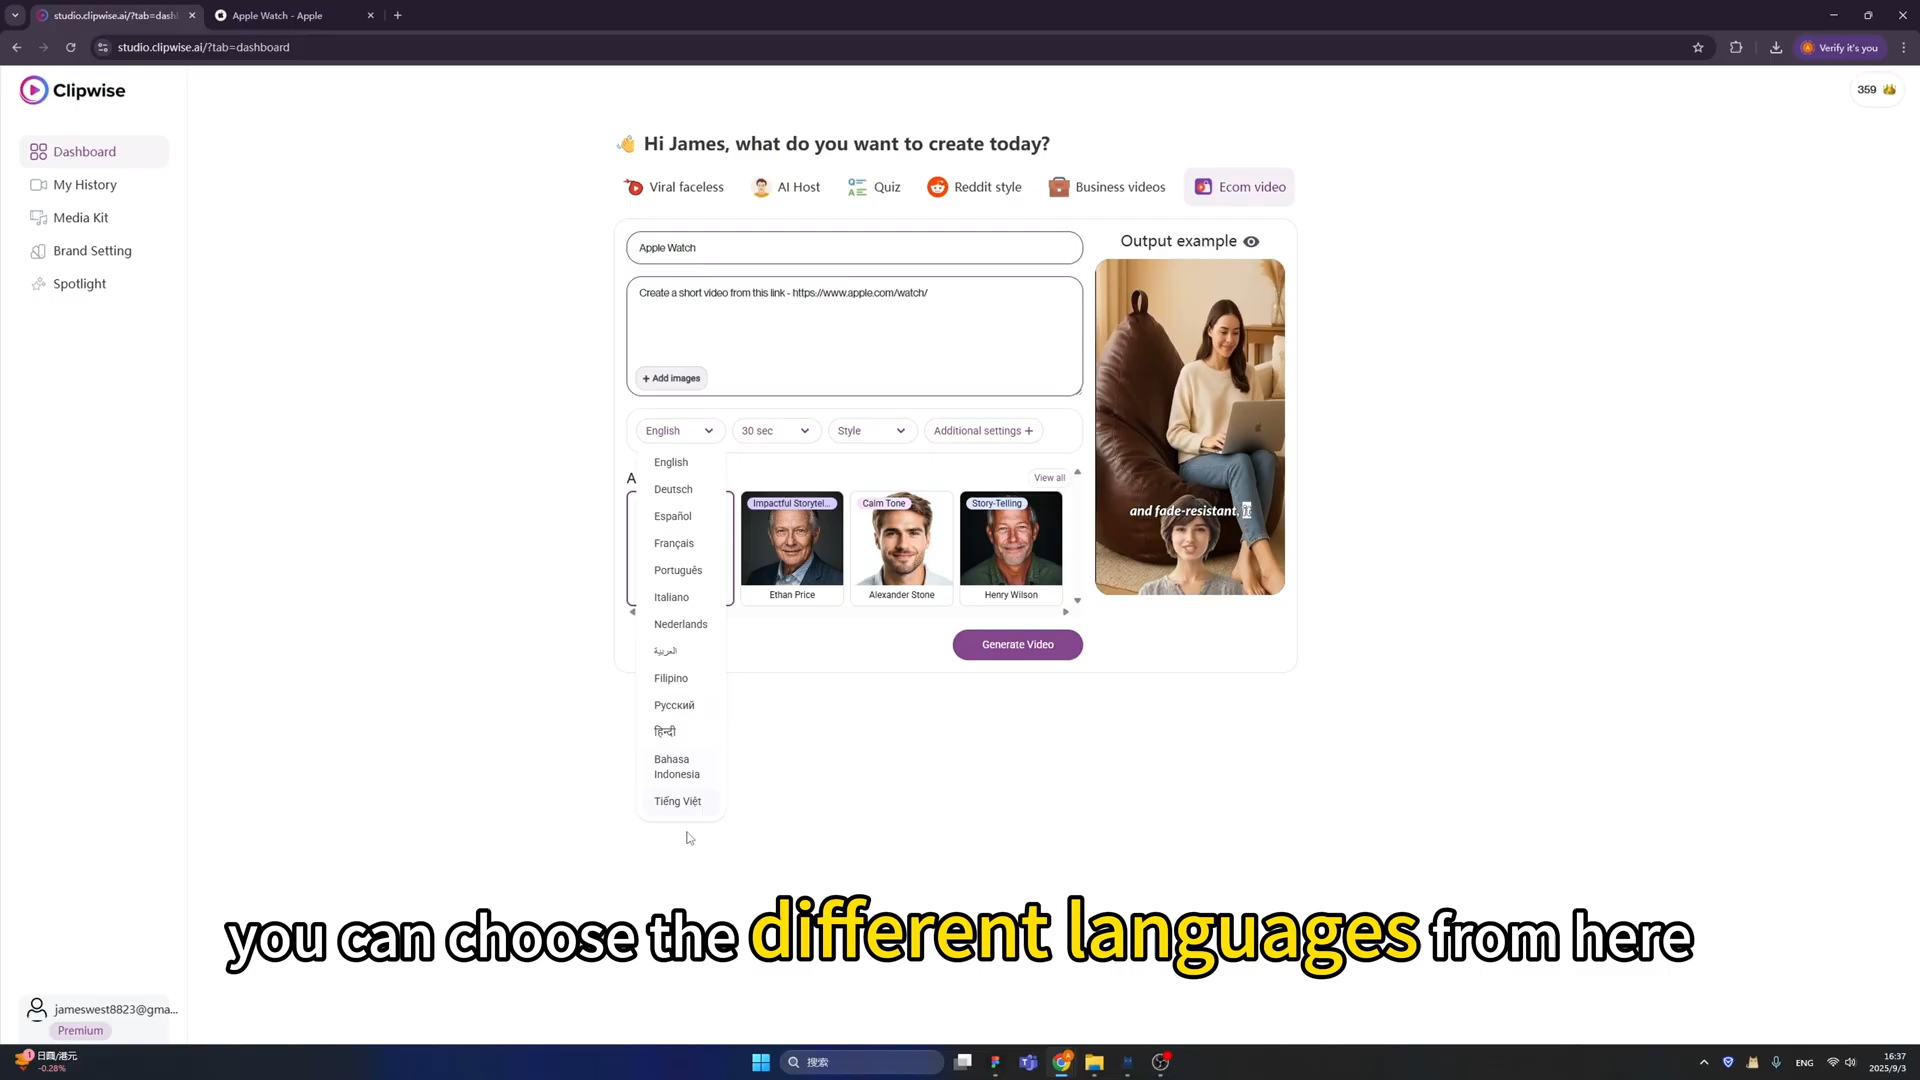 studio.clipwise.ai/?tab=dash
Apple Watch - Apple
studio.clipwise.ai/?tab=dashboard
Verify it's you
Clipwise
359
Dashboard
My History
Media Kit
Brand Setting
Spotlight
Hi James, what do you want to create today?
Viral faceless
AI Host
Quiz
Reddit style
Business videos
Ecom video
Apple Watch
Create a short video from this link - https://www.apple.com/watch/
+ Add images
Output example
English
30 sec
Style
Additional settings +
English
Deutsch
Español
Français
Português
Italiano
Nederlands
العربية
Filipino
Русский
हिन्दी
Bahasa
Indonesia
Tiếng Việt
A
View all
Impactful Storytel...
Calm Tone
Story-Telling
Ethan Price
Alexander Stone
Henry Wilson
and fade-resistant, it
Generate Video
you can choose the different languages from here
jameswest8823@gma...
Premium
1
日圓/港元
-0.28%
搜索
ENG
16:37
2025/9/3